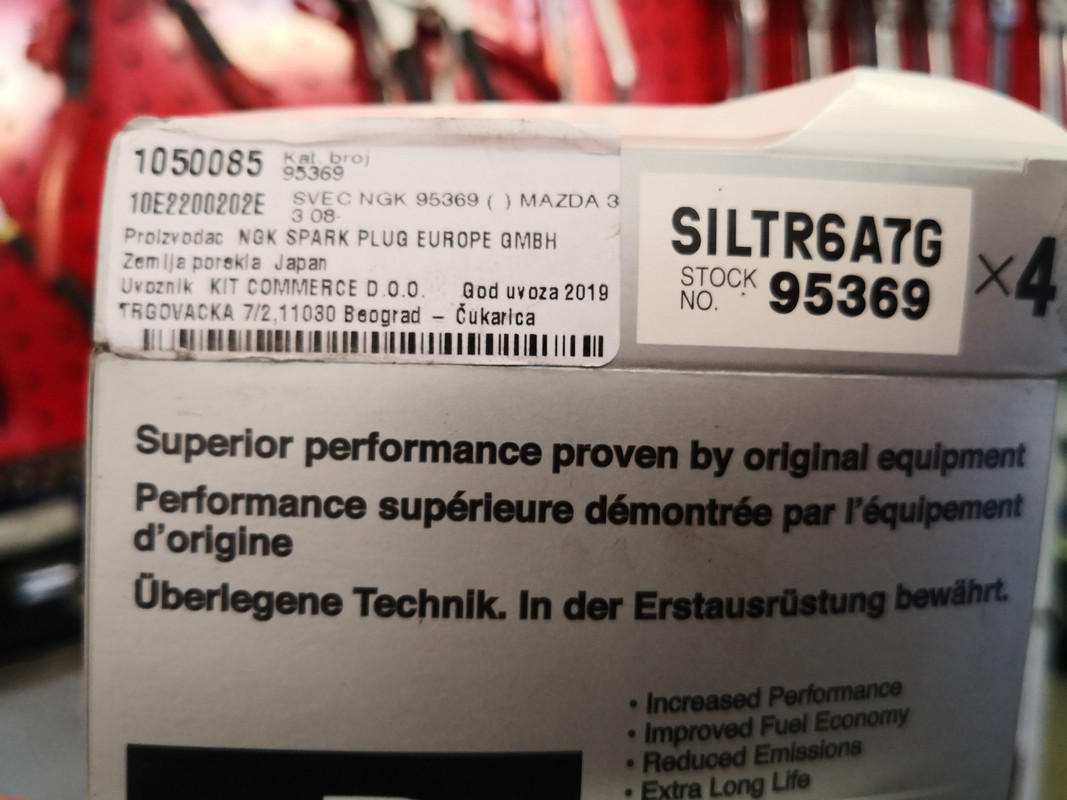 1050085 Kat. broj
95369
10E2200202E SVEC NGK 95369 ( ) MAZDA 3
3 08-
Proizvodac NGK SPARK PLUG EUROPE GMBH
Zemlja porekla Japan
Uvoznik KIT COMMERCE D.O.O. God uvoza 2019
TRGOVACKA 7/2,11030 Beograd – Čukarica
SILTR6A7G
STOCK NO. 95369
×4
Superior performance proven by original equipment
Performance supérieure démontrée par l'équipement
d'origine
Überlegene Technik. In der Erstausrüstung bewährt.
• Increased Performance
• Improved Fuel Economy
• Reduced Emissions
• Extra Long Life